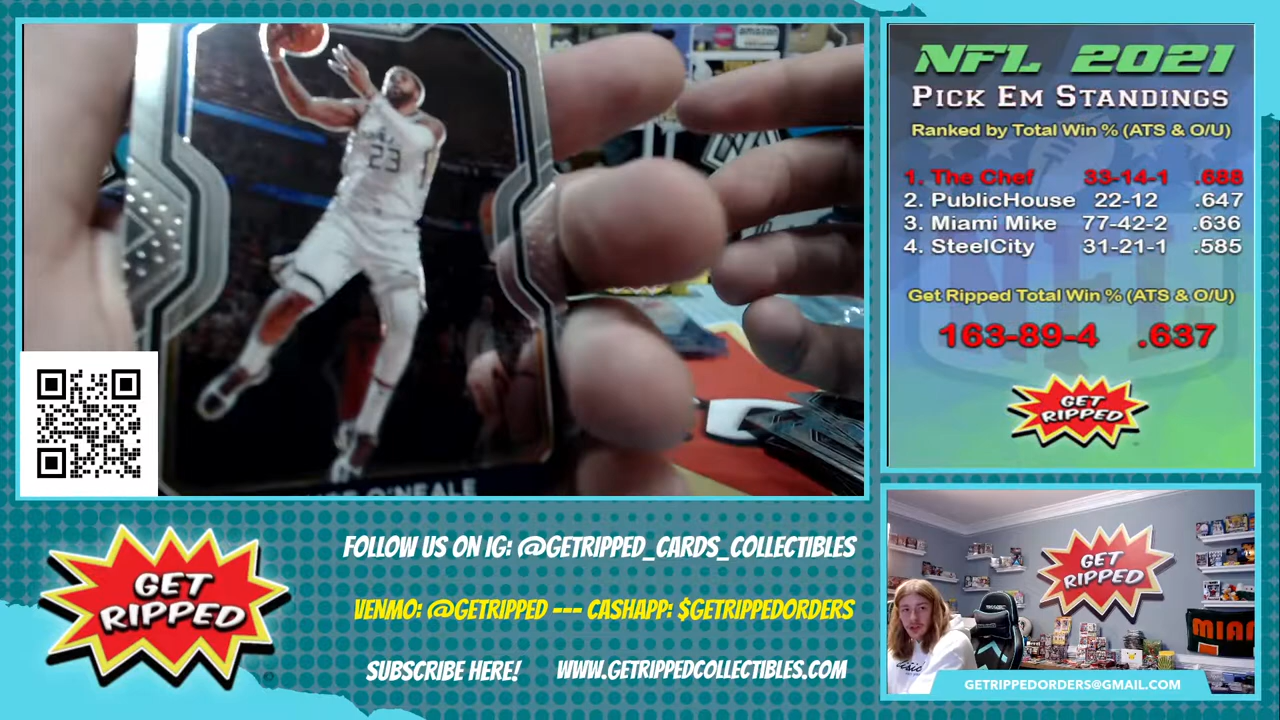 amazon
23
O'NEALE
NFL 2021
PICK EM STANDINGS
Ranked by Total Win % (ATS & O/U)
1. The Chef 33-14-1 .688
2. PublicHouse 22-12 .647
3. Miami Mike 77-42-2 .636
4. SteelCity 31-21-1 .585
Get Ripped Total Win % (ATS & O/U)
163-89-4 .637
GET
RIPPED
GET
RIPPED
FOLLOW US ON IG: @GETRIPPED_CARDS_COLLECTIBLES
VENMO: @GETRIPPED --- CASHAPP: $GETRIPPEDORDERS
SUBSCRIBE HERE! WWW.GETRIPPEDCOLLECTIBLES.COM
GET
RIPPED
GETRIPPEDORDERS@GMAIL.COM